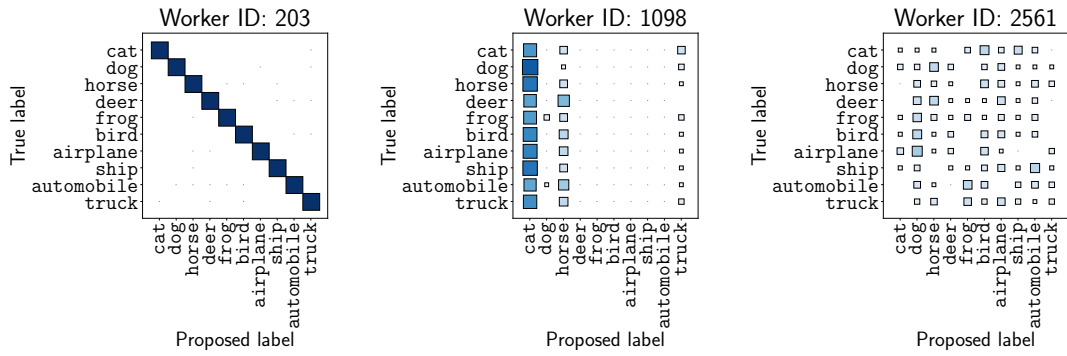 Worker ID: 203
True label
cat
dog
horse
deer
frog
bird
airplane
ship
automobile
truck
cat
dog
horse
deer
frog
bird
airplane
ship
automobile
truck
Proposed label
Worker ID: 1098
True label
cat
dog
horse
deer
frog
bird
airplane
ship
automobile
truck
cat
dog
horse
deer
frog
bird
airplane
ship
automobile
truck
Proposed label
Worker ID: 2561
True label
cat
dog
horse
deer
frog
bird
airplane
ship
automobile
truck
cat
dog
horse
deer
frog
bird
airplane
ship
automobile
truck
Proposed label